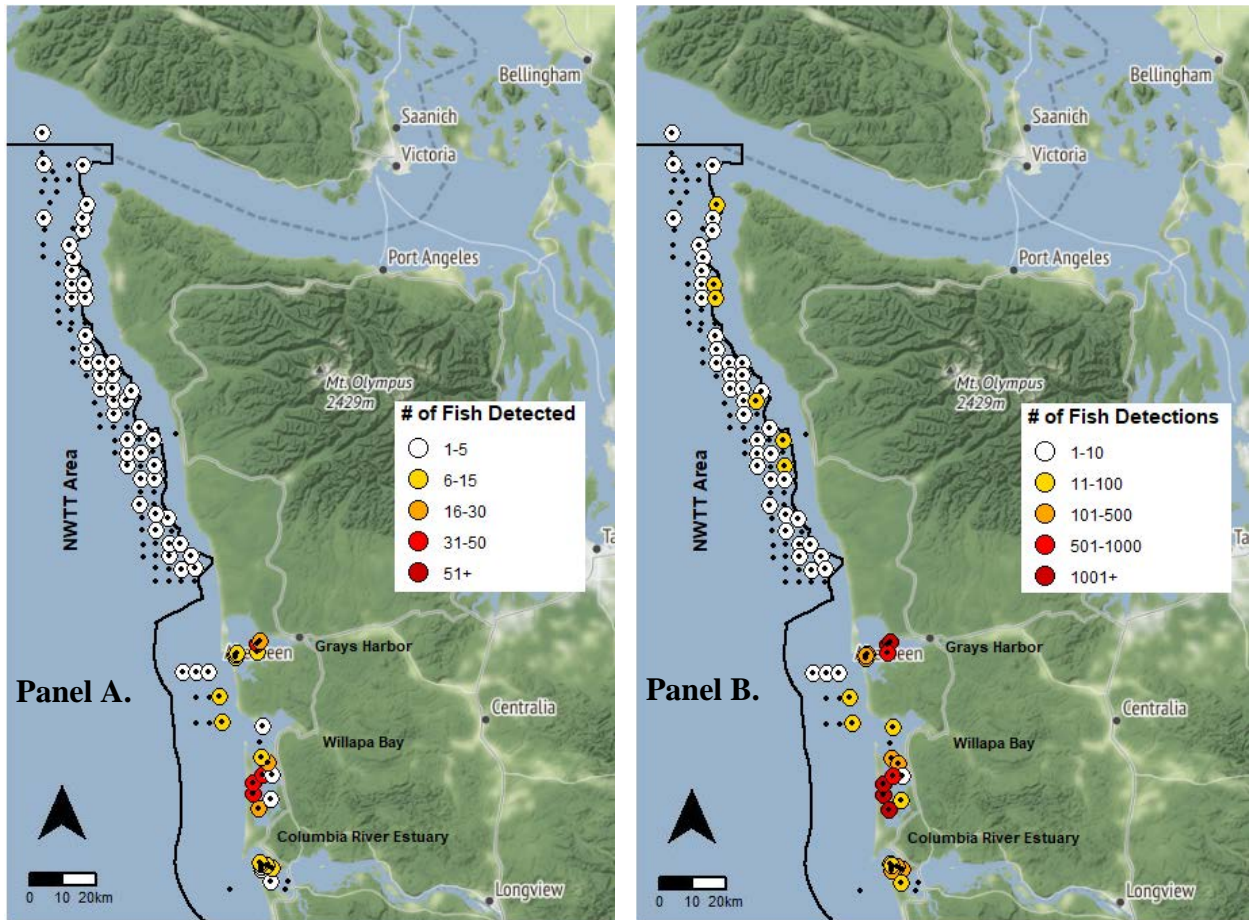 Bellingham
Saanich
Victoria
Port Angeles
Mt. Olympus
2429m
# of Fish Detected
1-5
6-15
16-30
31-50
51+
NWTT Area
Ta
Grays Harbor
Panel A.
Centralia
Willapa Bay
Columbia River Estuary
0 10 20km
Longview
Bellingham
Saanich
Victoria
Port Angeles
Mt. Olympus
2429m
# of Fish Detections
1-10
11-100
101-500
501-1000
1001+
NWTT Area
Ta
Grays Harbor
Panel B.
Centralia
Willapa Bay
Columbia River Estuary
0 10 20km
Longview